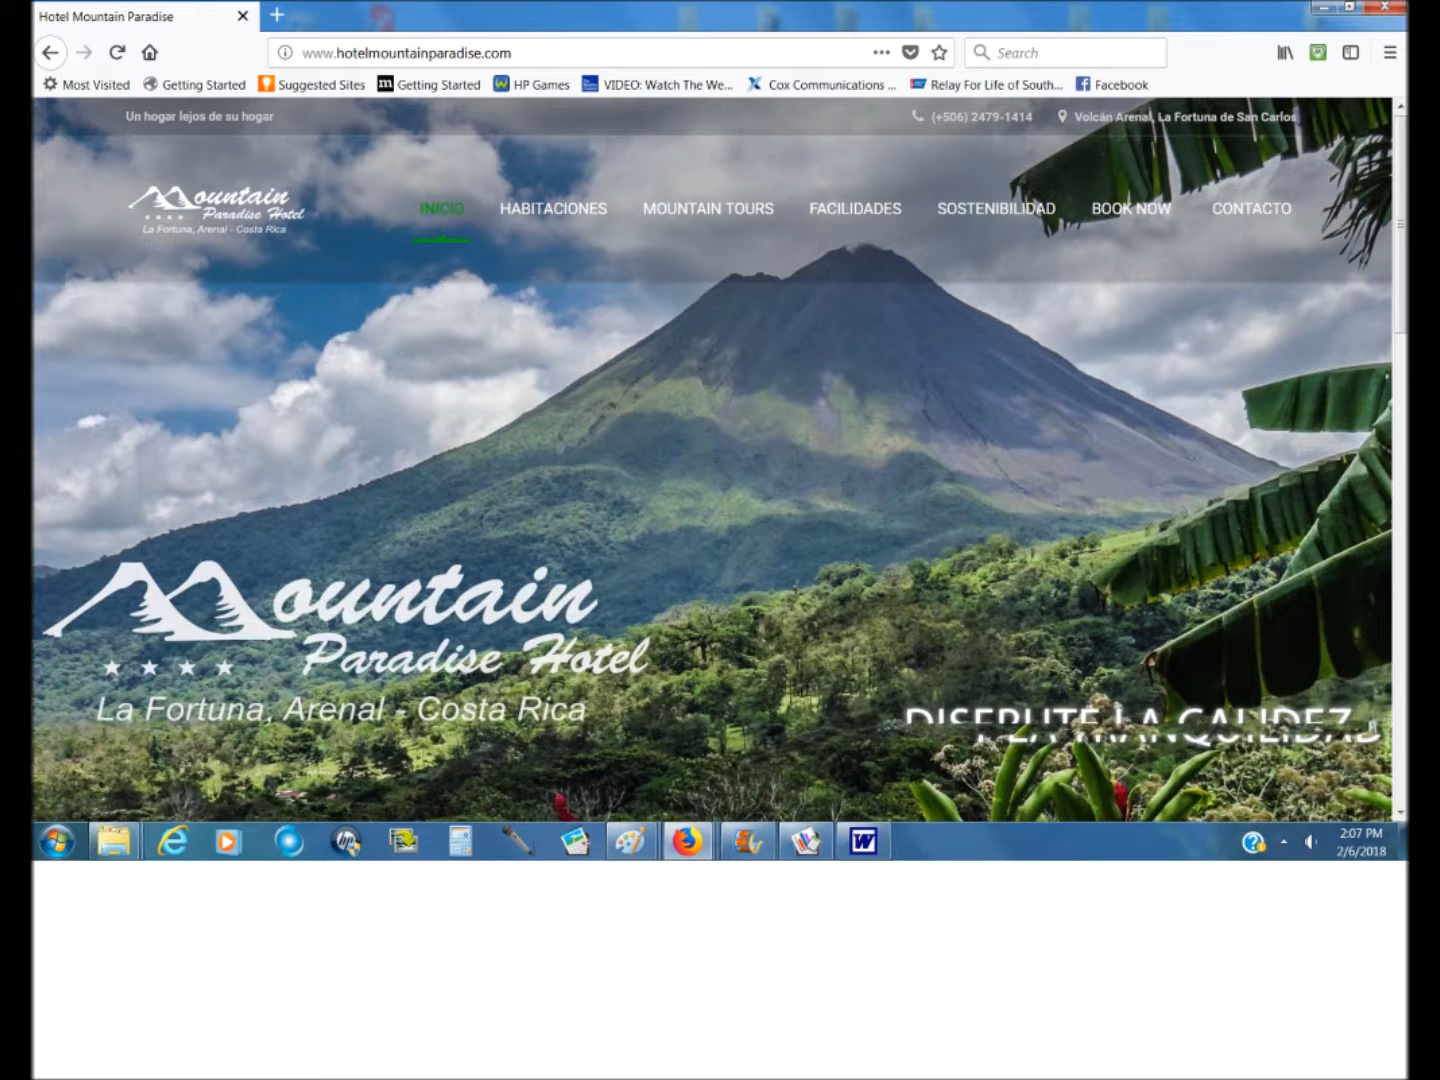 Hotel Mountain Paradise
www.hotelmountainparadise.com
Search
Most Visited
Getting Started
Suggested Sites
Getting Started
HP Games
VIDEO: Watch The We...
Cox Communications ...
Relay For Life of South...
Facebook
Un hogar lejos de su hogar
(+506) 2479-1414
Volcán Arenal, La Fortuna de San Carlos
Mountain
Paradise Hotel
La Fortuna, Arenal - Costa Rica
INICIO
HABITACIONES
MOUNTAIN TOURS
FACILIDADES
SOSTENIBILIDAD
BOOK NOW
CONTACTO
Mountain
Paradise Hotel
La Fortuna, Arenal - Costa Rica
2:07 PM
2/6/2018